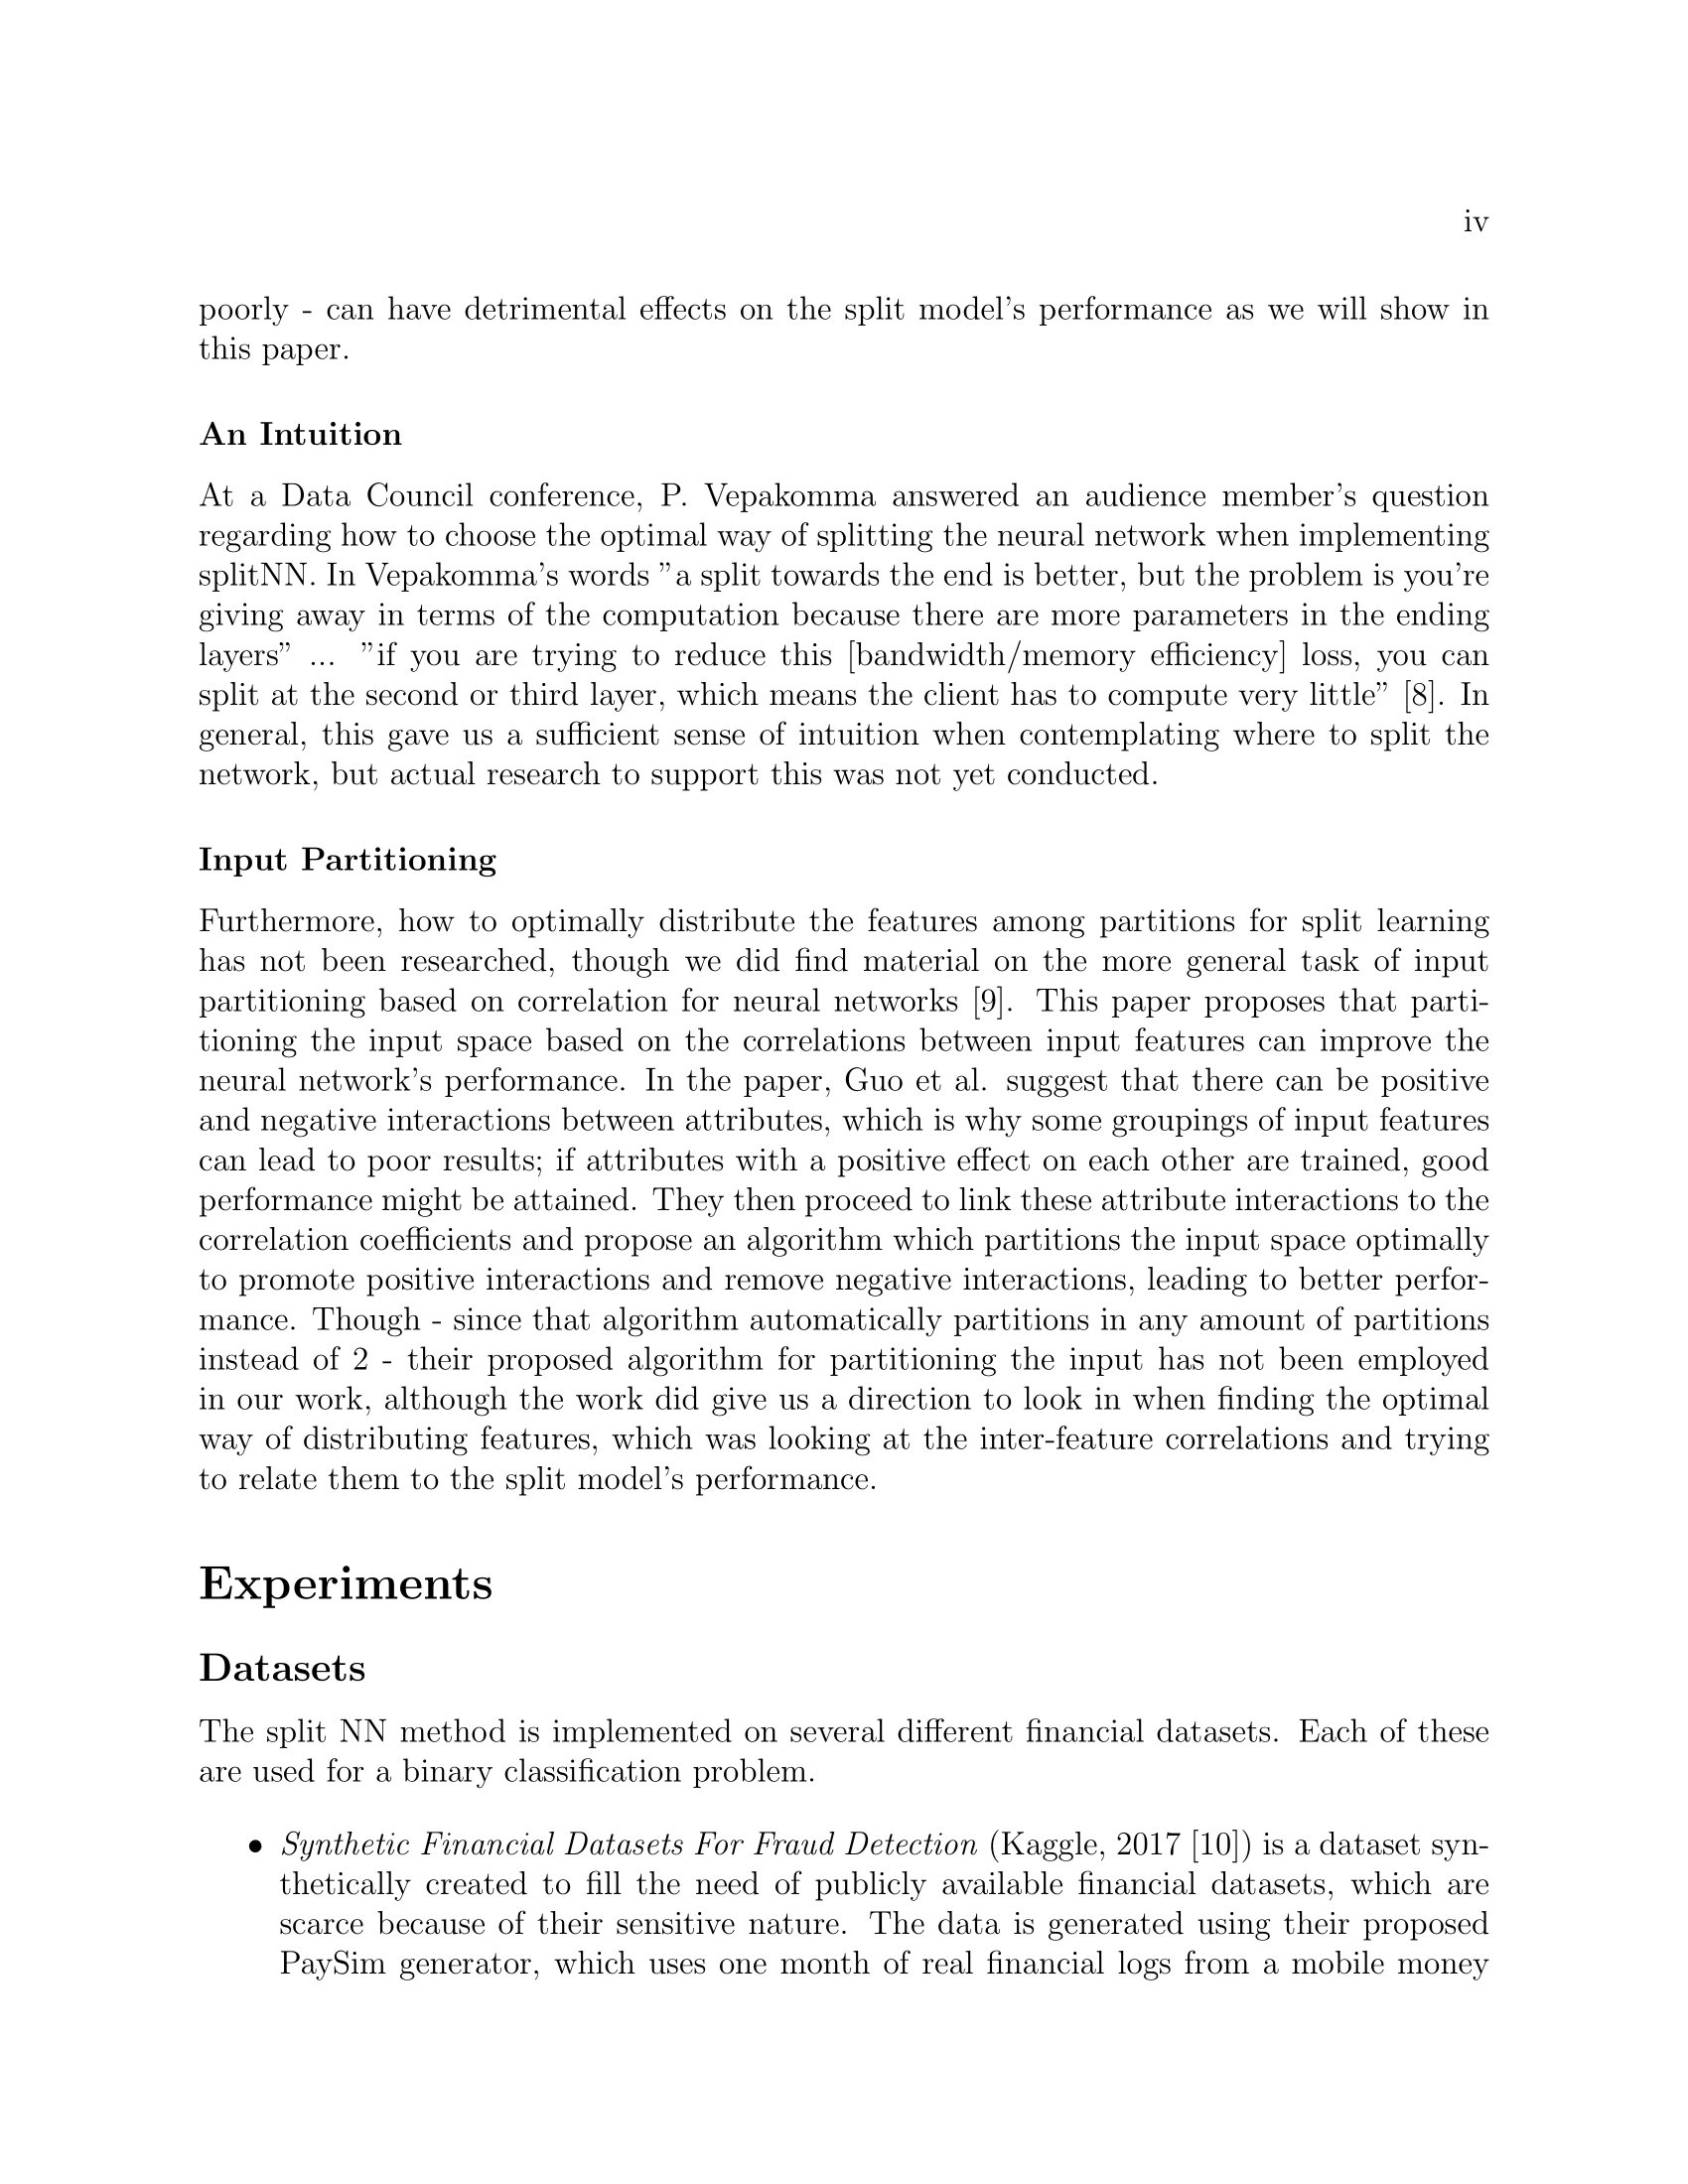 iv
poorly - can have detrimental effects on the split model's performance as we will show in
this paper.
An Intuition
At a Data Council conference, P. Vepakomma answered an audience member's question
regarding how to choose the optimal way of splitting the neural network when implementing
splitNN. In Vepakomma's words ”a split towards the end is better, but the problem is you're
giving away in terms of the computation because there are more parameters in the ending
layers” ... ”if you are trying to reduce this [bandwidth/memory efficiency] loss, you can
split at the second or third layer, which means the client has to compute very little” [8]. In
general, this gave us a sufficient sense of intuition when contemplating where to split the
network, but actual research to support this was not yet conducted.
Input Partitioning
Furthermore, how to optimally distribute the features among partitions for split learning
has not been researched, though we did find material on the more general task of input
partitioning based on correlation for neural networks [9]. This paper proposes that parti-
tioning the input space based on the correlations between input features can improve the
neural network's performance. In the paper, Guo et al. suggest that there can be positive
and negative interactions between attributes, which is why some groupings of input features
can lead to poor results; if attributes with a positive effect on each other are trained, good
performance might be attained. They then proceed to link these attribute interactions to the
correlation coefficients and propose an algorithm which partitions the input space optimally
to promote positive interactions and remove negative interactions, leading to better perfor-
mance. Though - since that algorithm automatically partitions in any amount of partitions
instead of 2 - their proposed algorithm for partitioning the input has not been employed
in our work, although the work did give us a direction to look in when finding the optimal
way of distributing features, which was looking at the inter-feature correlations and trying
to relate them to the split model's performance.
Experiments
Datasets
The split NN method is implemented on several different financial datasets. Each of these
are used for a binary classification problem.
• Synthetic Financial Datasets For Fraud Detection (Kaggle, 2017 [10]) is a dataset syn-
thetically created to fill the need of publicly available financial datasets, which are
scarce because of their sensitive nature. The data is generated using their proposed
PaySim generator, which uses one month of real financial logs from a mobile money